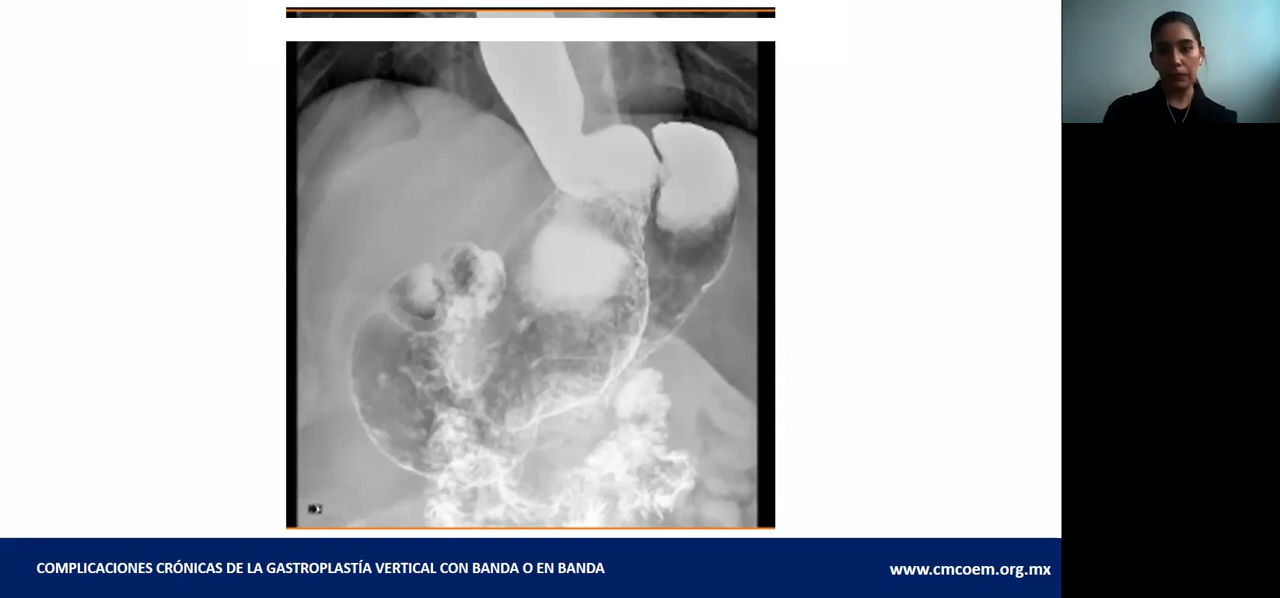 COMPLICACIONES CRÓNICAS DE LA GASTROPLASTÍA VERTICAL CON BANDA O EN BANDA
www.cmcoem.org.mx